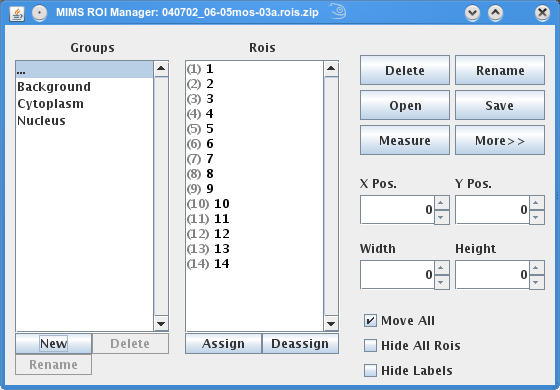 MIMS ROI Manager: 040702_06-05mos-03a.rois.zip
Groups
...
Background
Cytoplasm
Nucleus
New
Delete
Rename
Rois
(1) 1
(2) 2
(3) 3
(4) 4
(5) 5
(6) 6
(7) 7
(8) 8
(9) 9
(10) 10
(11) 11
(12) 12
(13) 13
(14) 14
Assign
Deassign
Delete
Rename
Open
Save
Measure
More>>
X Pos.
Y Pos.
0
0
Width
Height
0
0
Move All
Hide All Rois
Hide Labels